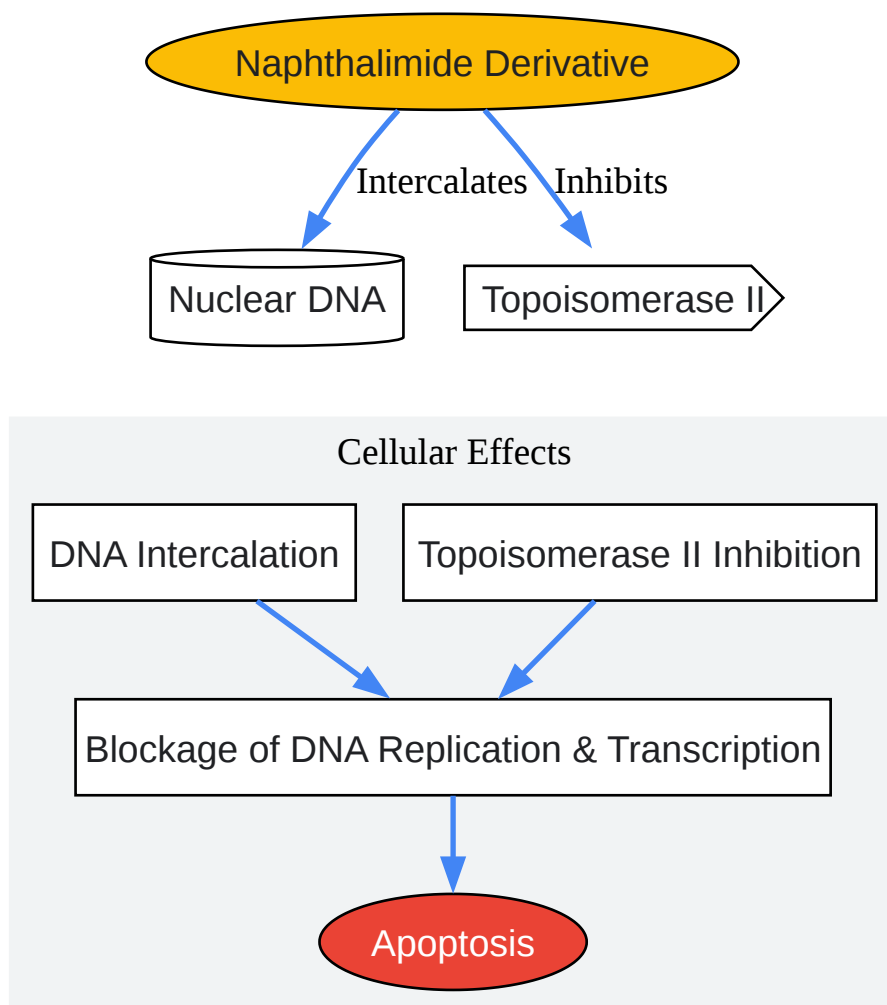 Naphthalimide Derivative
Intercalates
Inhibits
Nuclear DNA
Topoisomerase II
Cellular Effects
DNA Intercalation
Topoisomerase II Inhibition
Blockage of DNA Replication & Transcription
Apoptosis